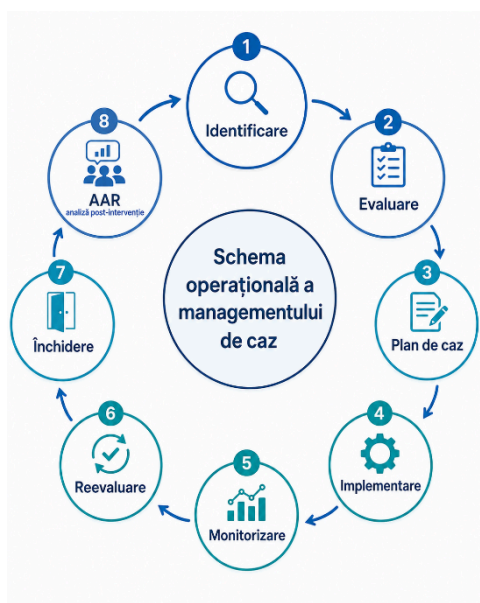 1
Identificare
2
Evaluare
3
Plan de caz
4
Implementare
5
Monitorizare
6
Reevaluare
7
Închidere
8
AAR
analiză post-intervenție
Schema
operațională a
managementului
de caz